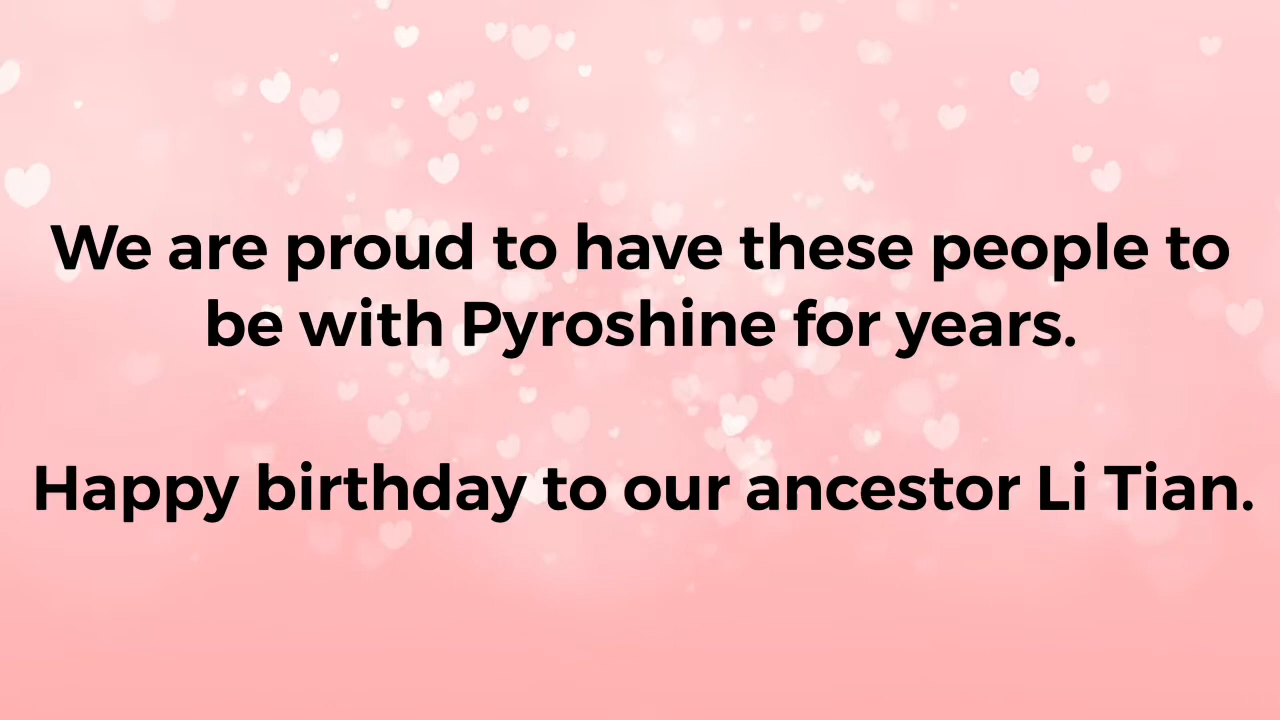 We are proud to have these people to
be with Pyroshine for years.
Happy birthday to our ancestor Li Tian.